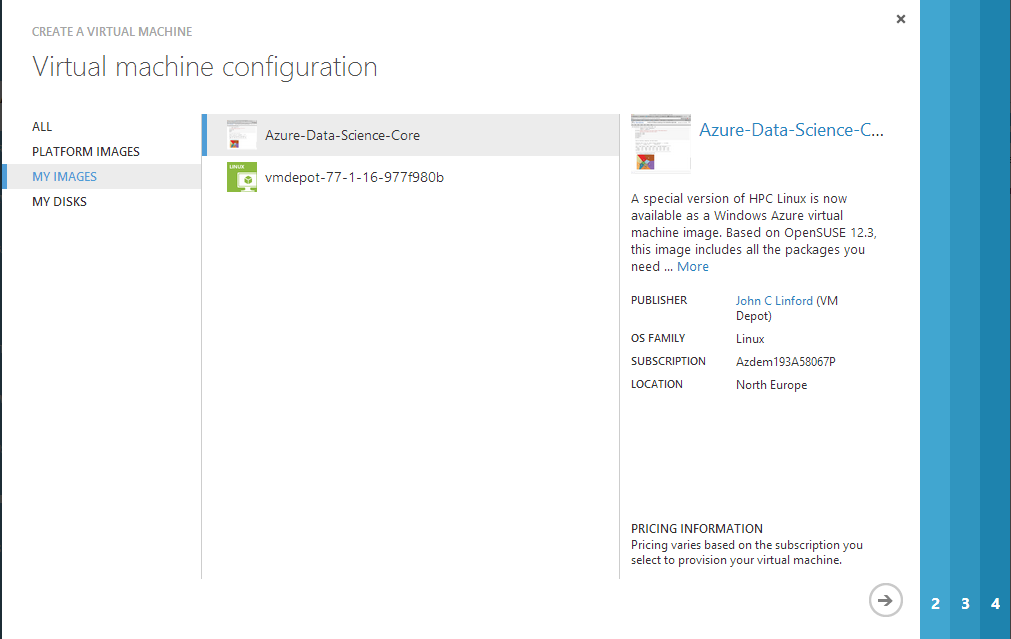 CREATE A VIRTUAL MACHINE
Virtual machine configuration
ALL
PLATFORM IMAGES
MY IMAGES
MY DISKS
Azure-Data-Science-Core
LINUX
vmdepot-77-1-16-977f980b
Azure-Data-Science-C...
A special version of HPC Linux is now
available as a Windows Azure virtual
machine image. Based on OpenSUSE 12.3,
this image includes all the packages you
need ... More
PUBLISHER John C Linford (VM
Depot)
OS FAMILY Linux
SUBSCRIPTION Azdem193A58067P
LOCATION North Europe
PRICING INFORMATION
Pricing varies based on the subscription you
select to provision your virtual machine.
2 3 4